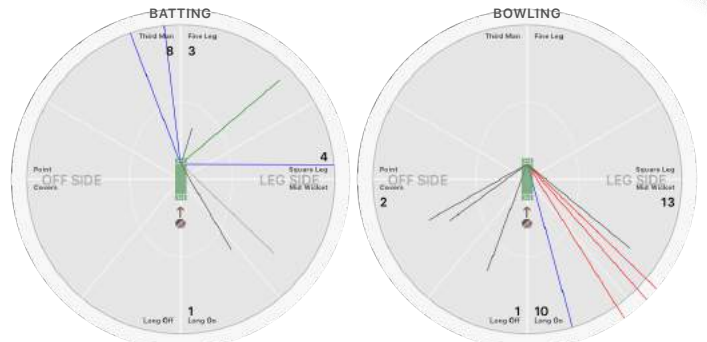 BATTING
Third Man Fine Leg
8 3
4
Point Square Leg
OFF SIDE LEG SIDE
Covers Mid Wicket
1
Long Off Long On
BOWLING
Third Man Fine Leg
Point Square Leg
OFF SIDE LEG SIDE
Covers Mid Wicket
2 13
1 10
Long Off Long On